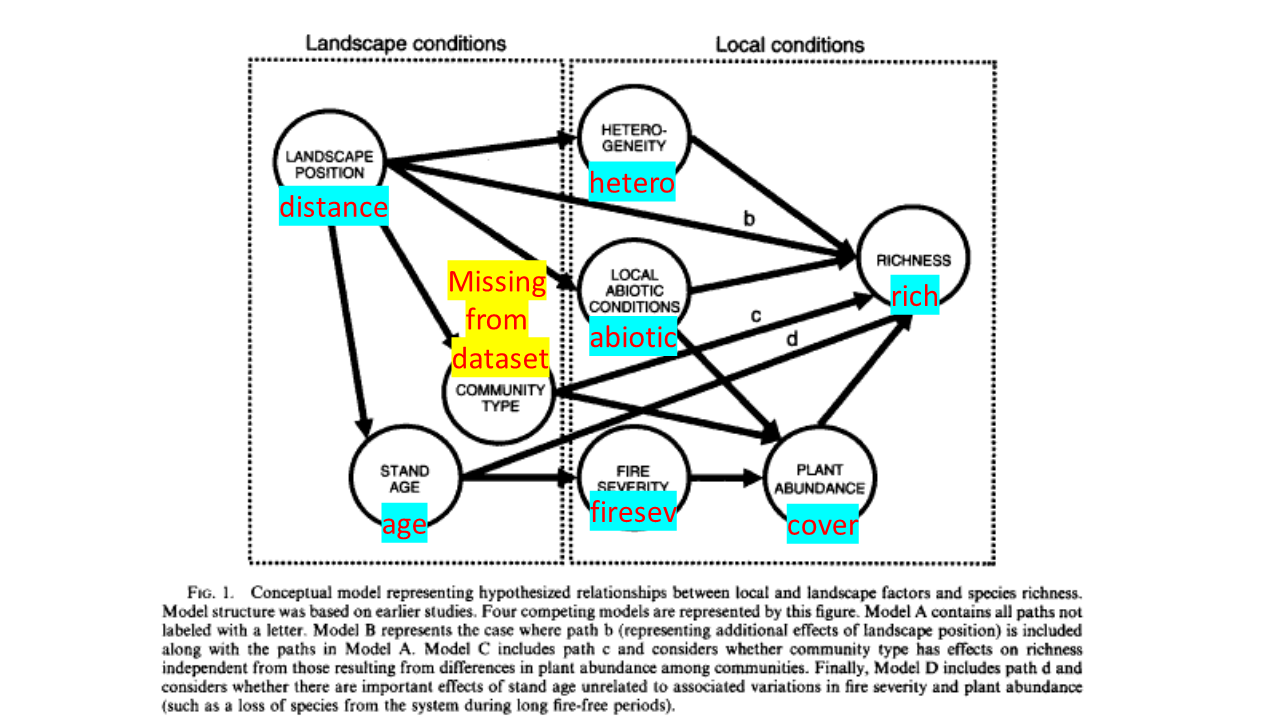 Landscape conditions
Local conditions
HETERO-
GENEITY
hetero
LANDSCAPE
POSITION
distance
b
RICHNESS
rich
LOCAL
ABIOTIC
CONDITIONS
abiotic
Missing
from
dataset
c
d
COMMUNITY
TYPE
STAND
AGE
age
FIRE
SEVERITY
firesev
PLANT
ABUNDANCE
cover
FIG. 1. Conceptual model representing hypothesized relationships between local and landscape factors and species richness.
Model structure was based on earlier studies. Four competing models are represented by this figure. Model A contains all paths not
labeled with a letter. Model B represents the case where path b (representing additional effects of landscape position) is included
along with the paths in Model A. Model C includes path c and considers whether community type has effects on richness
independent from those resulting from differences in plant abundance among communities. Finally, Model D includes path d and
considers whether there are important effects of stand age unrelated to associated variations in fire severity and plant abundance
(such as a loss of species from the system during long fire-free periods).